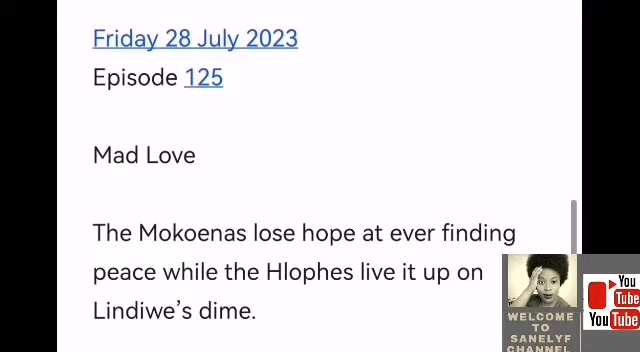 Friday 28 July 2023
Episode 125
Mad Love
The Mokoenas lose hope at ever finding
peace while the Hlophes live it up on
Lindiwe's dime.
WELCOME
TO
SANELYF
CHANNEL
You
Tube
YouTube